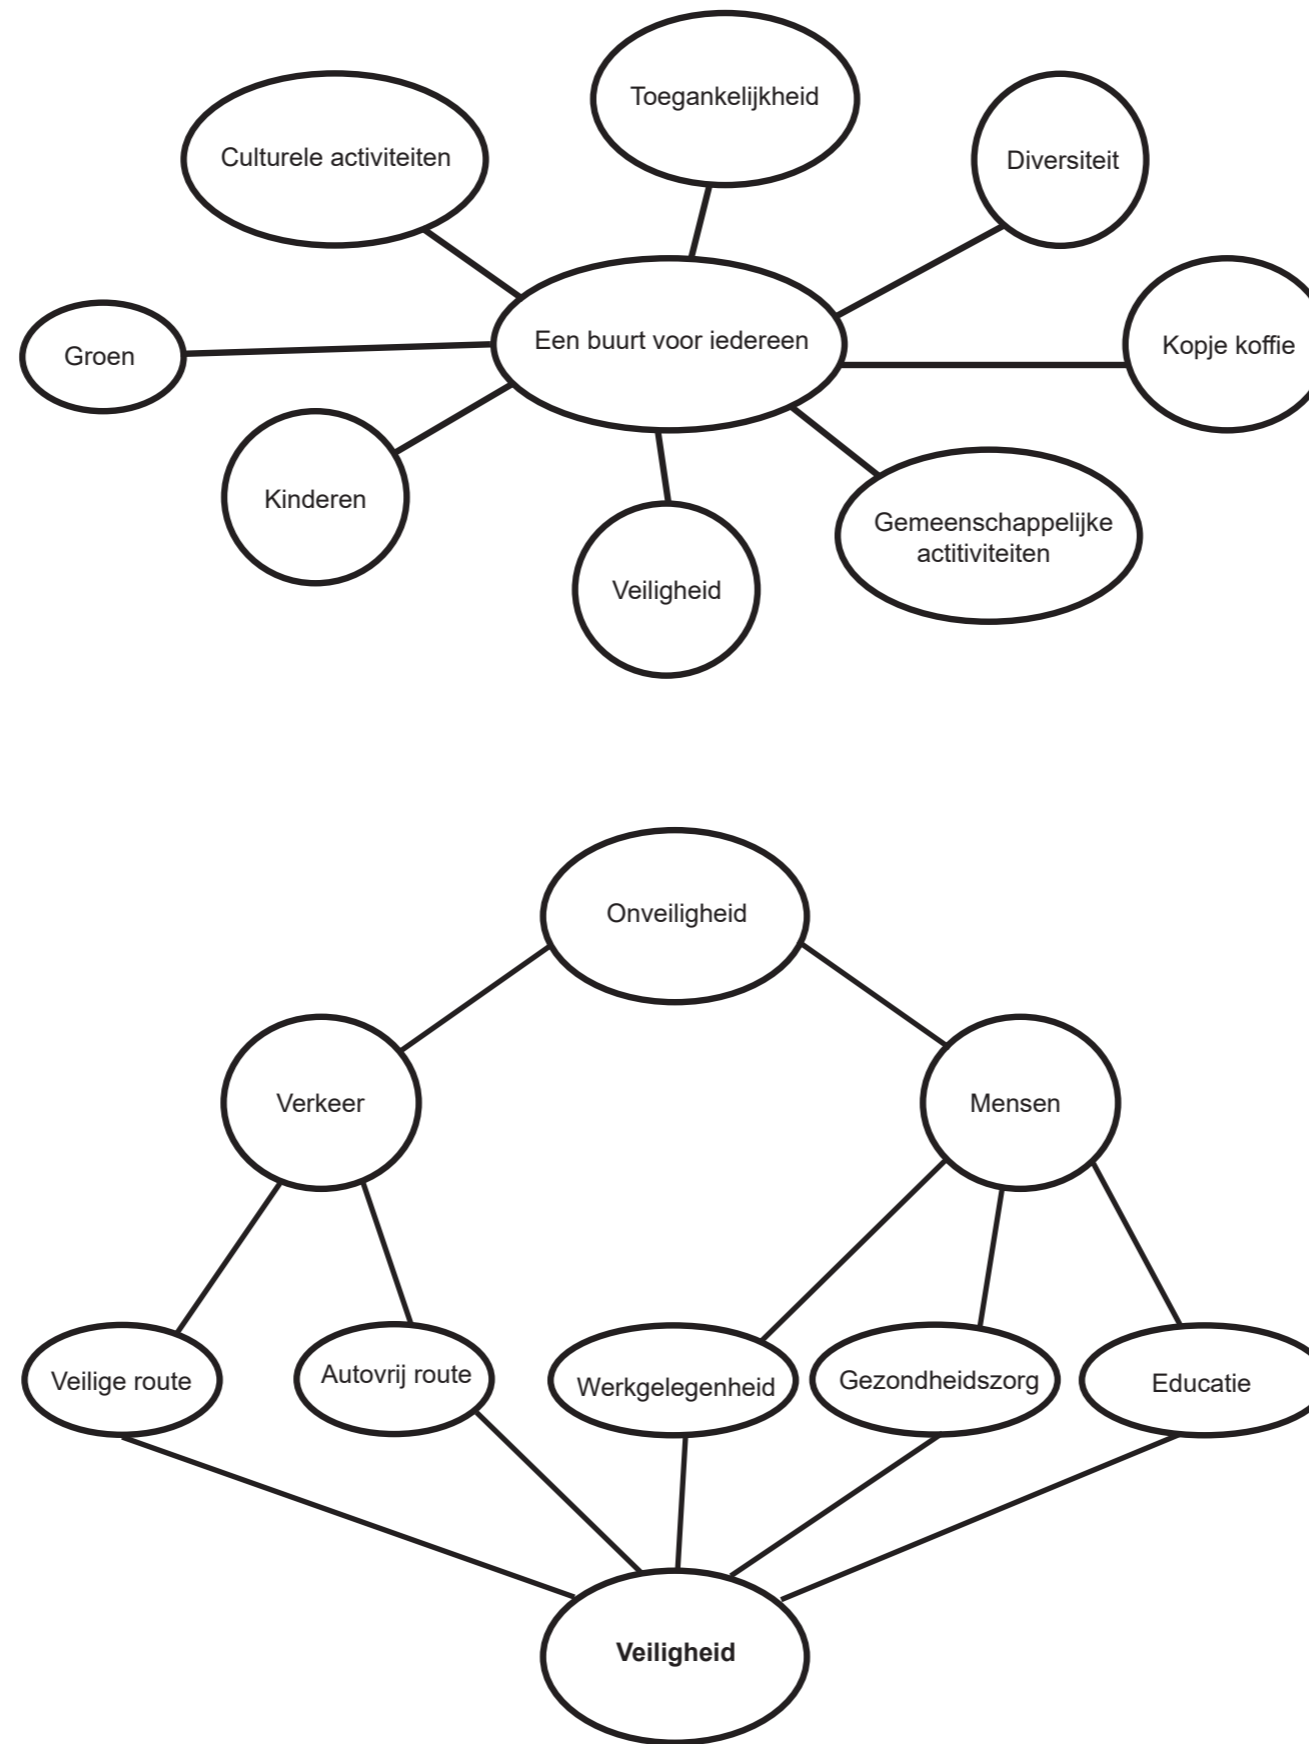 Toegankelijkheid
Culturele activiteiten
Diversiteit
Een buurt voor iedereen
Kopje koffie
Groen
Kinderen
Gemeenschappelijke
actitiviteiten
Veiligheid
Onveiligheid
Verkeer
Mensen
Veilige route
Autovrij route
Werkgelegenheid
Gezondheidszorg
Educatie
Veiligheid